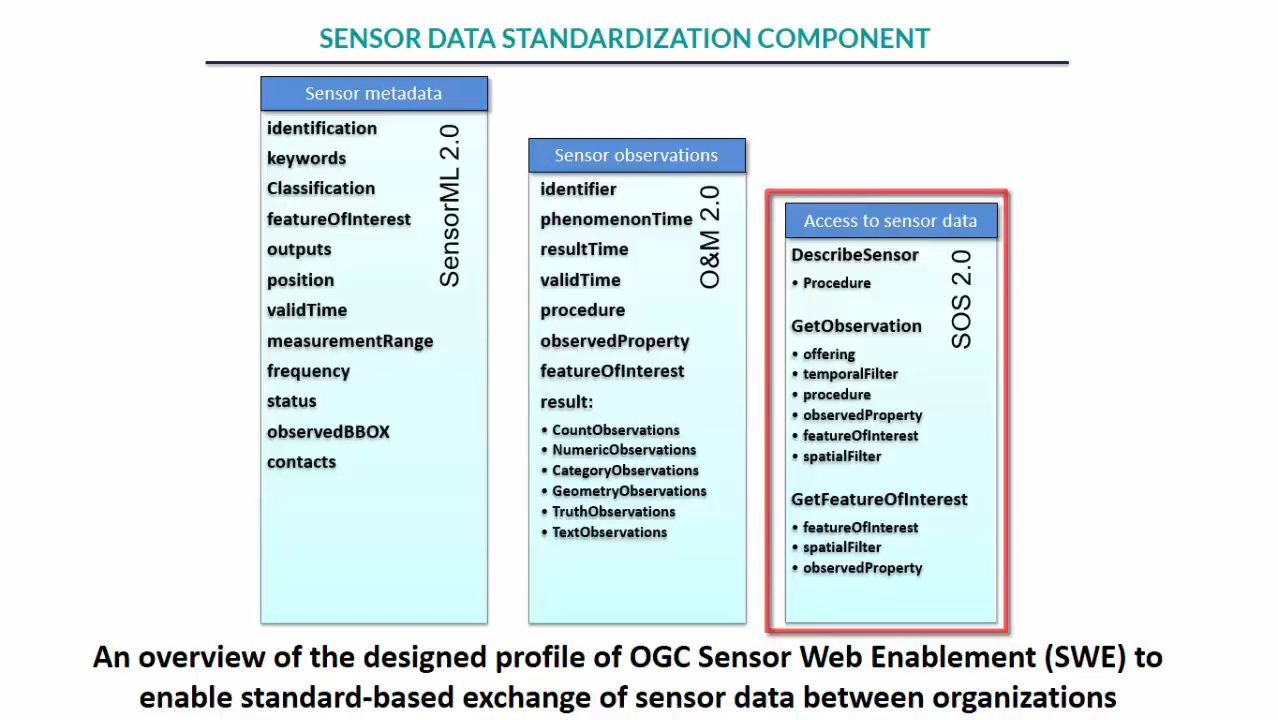 SENSOR DATA STANDARDIZATION COMPONENT
Sensor metadata
identification
keywords
Classification
featureOfInterest
outputs
position
validTime
measurementRange
frequency
status
observedBBOX
contacts
SensorML 2.0
Sensor observations
identifier
phenomenonTime
resultTime
validTime
procedure
observedProperty
featureOfInterest
result:
• CountObservations
• NumericObservations
• CategoryObservations
• GeometryObservations
• TruthObservations
• TextObservations
O&M 2.0
Access to sensor data
DescribeSensor
• Procedure
GetObservation
• offering
• temporalFilter
• procedure
• observedProperty
• featureOfInterest
• spatialFilter
GetFeatureOfInterest
• featureOfInterest
• spatialFilter
• observedProperty
SOS 2.0
An overview of the designed profile of OGC Sensor Web Enablement (SWE) to
enable standard-based exchange of sensor data between organizations